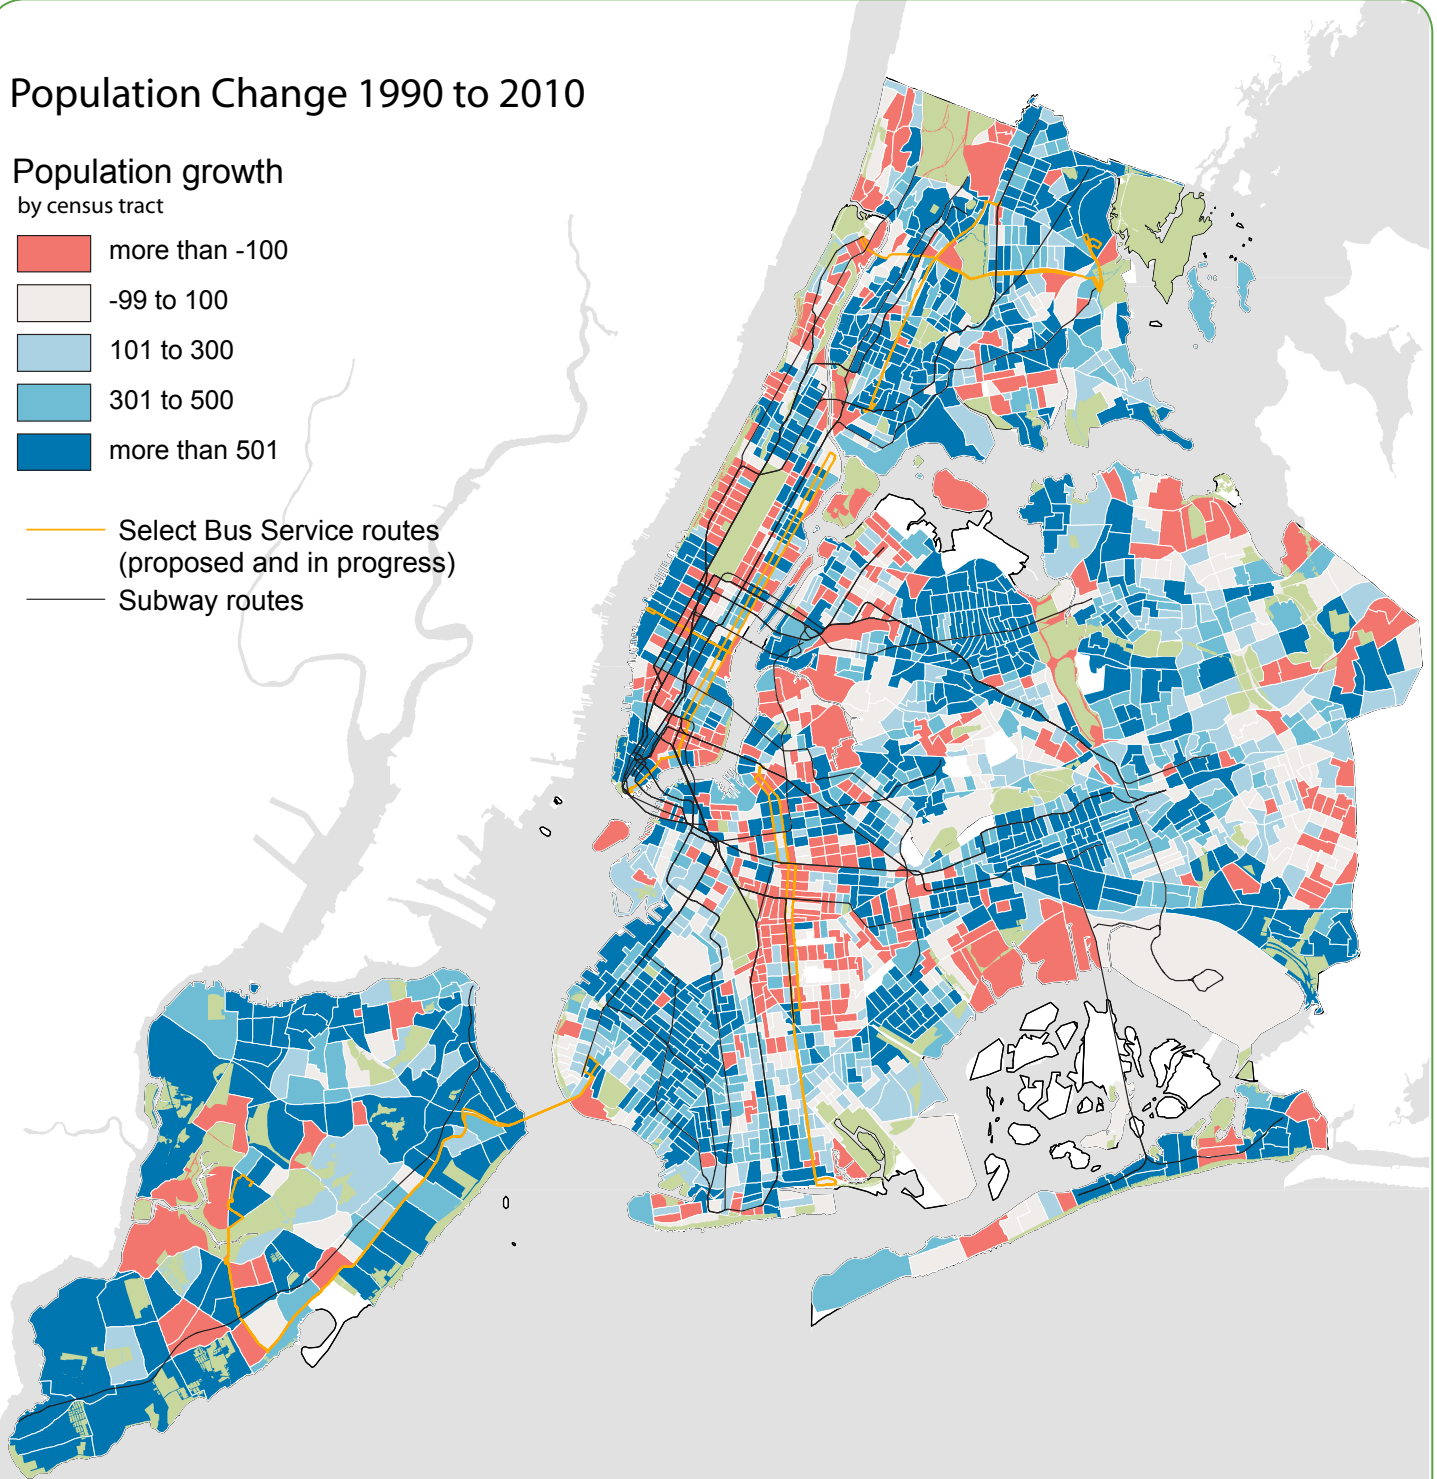 Population Change 1990 to 2010
Population growth
by census tract
more than -100
-99 to 100
101 to 300
301 to 500
more than 501
Select Bus Service routes
(proposed and in progress)
Subway routes